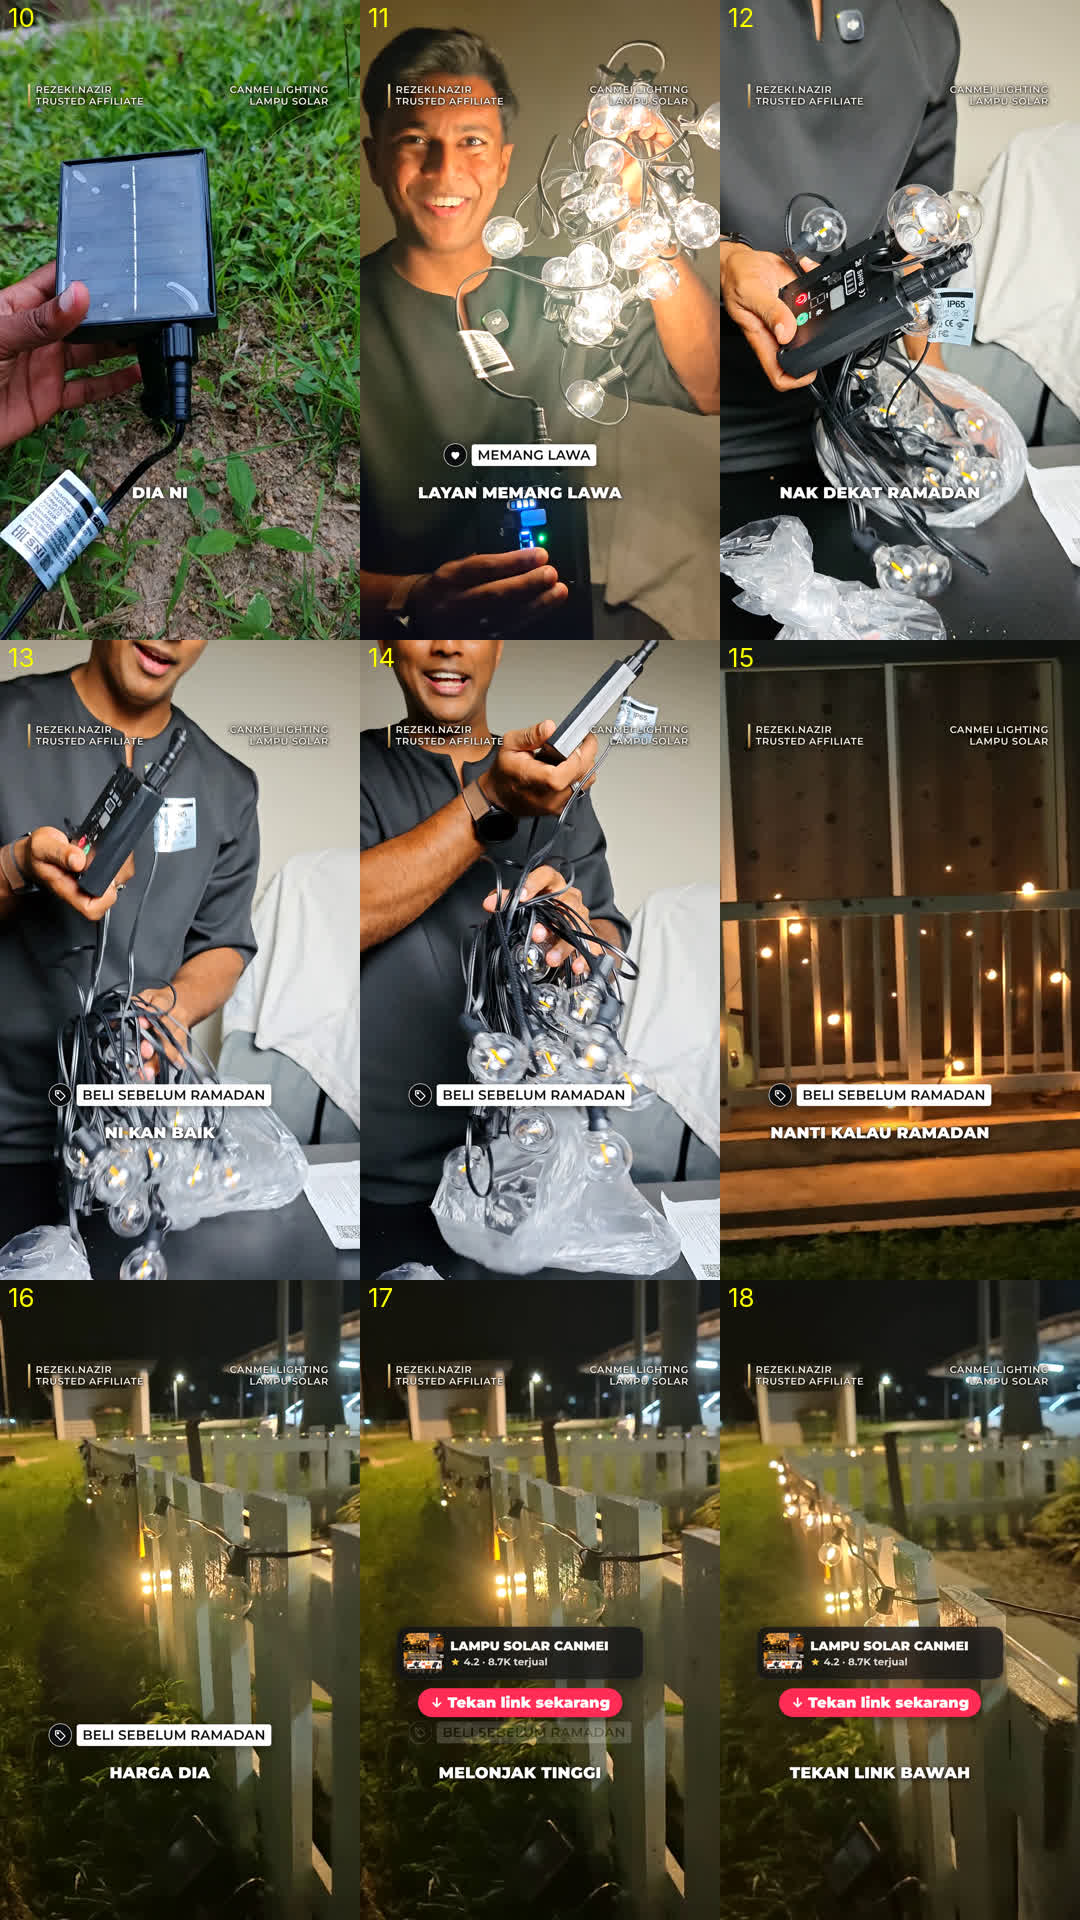 10
REZEKI.NAZIR
TRUSTED AFFILIATE
CANMEI LIGHTING
LAMPU SOLAR
DIA NI
11
REZEKI.NAZIR
TRUSTED AFFILIATE
CANMEI LIGHTING
LAMPU SOLAR
MEMANG LAWA
LAYAN MEMANG LAWA
12
REZEKI.NAZIR
TRUSTED AFFILIATE
CANMEI LIGHTING
LAMPU SOLAR
RoHS
IP65
NAK DEKAT RAMADAN
13
REZEKI.NAZIR
TRUSTED AFFILIATE
CANMEI LIGHTING
LAMPU SOLAR
BELI SEBELUM RAMADAN
NI KAN BAIK
14
REZEKI.NAZIR
TRUSTED AFFILIATE
CANMEI LIGHTING
LAMPU SOLAR
IP65
BELI SEBELUM RAMADAN
15
REZEKI.NAZIR
TRUSTED AFFILIATE
CANMEI LIGHTING
LAMPU SOLAR
BELI SEBELUM RAMADAN
NANTI KALAU RAMADAN
16
REZEKI.NAZIR
TRUSTED AFFILIATE
CANMEI LIGHTING
LAMPU SOLAR
BELI SEBELUM RAMADAN
HARGA DIA
17
REZEKI.NAZIR
TRUSTED AFFILIATE
CANMEI LIGHTING
LAMPU SOLAR
LAMPU SOLAR CANMEI
★ 4.2 · 8.7K terjual
↓ Tekan link sekarang
BELI SEBELUM RAMADAN
MELONJAK TINGGI
18
REZEKI.NAZIR
TRUSTED AFFILIATE
CANMEI LIGHTING
LAMPU SOLAR
LAMPU SOLAR CANMEI
★ 4.2 · 8.7K terjual
↓ Tekan link sekarang
TEKAN LINK BAWAH